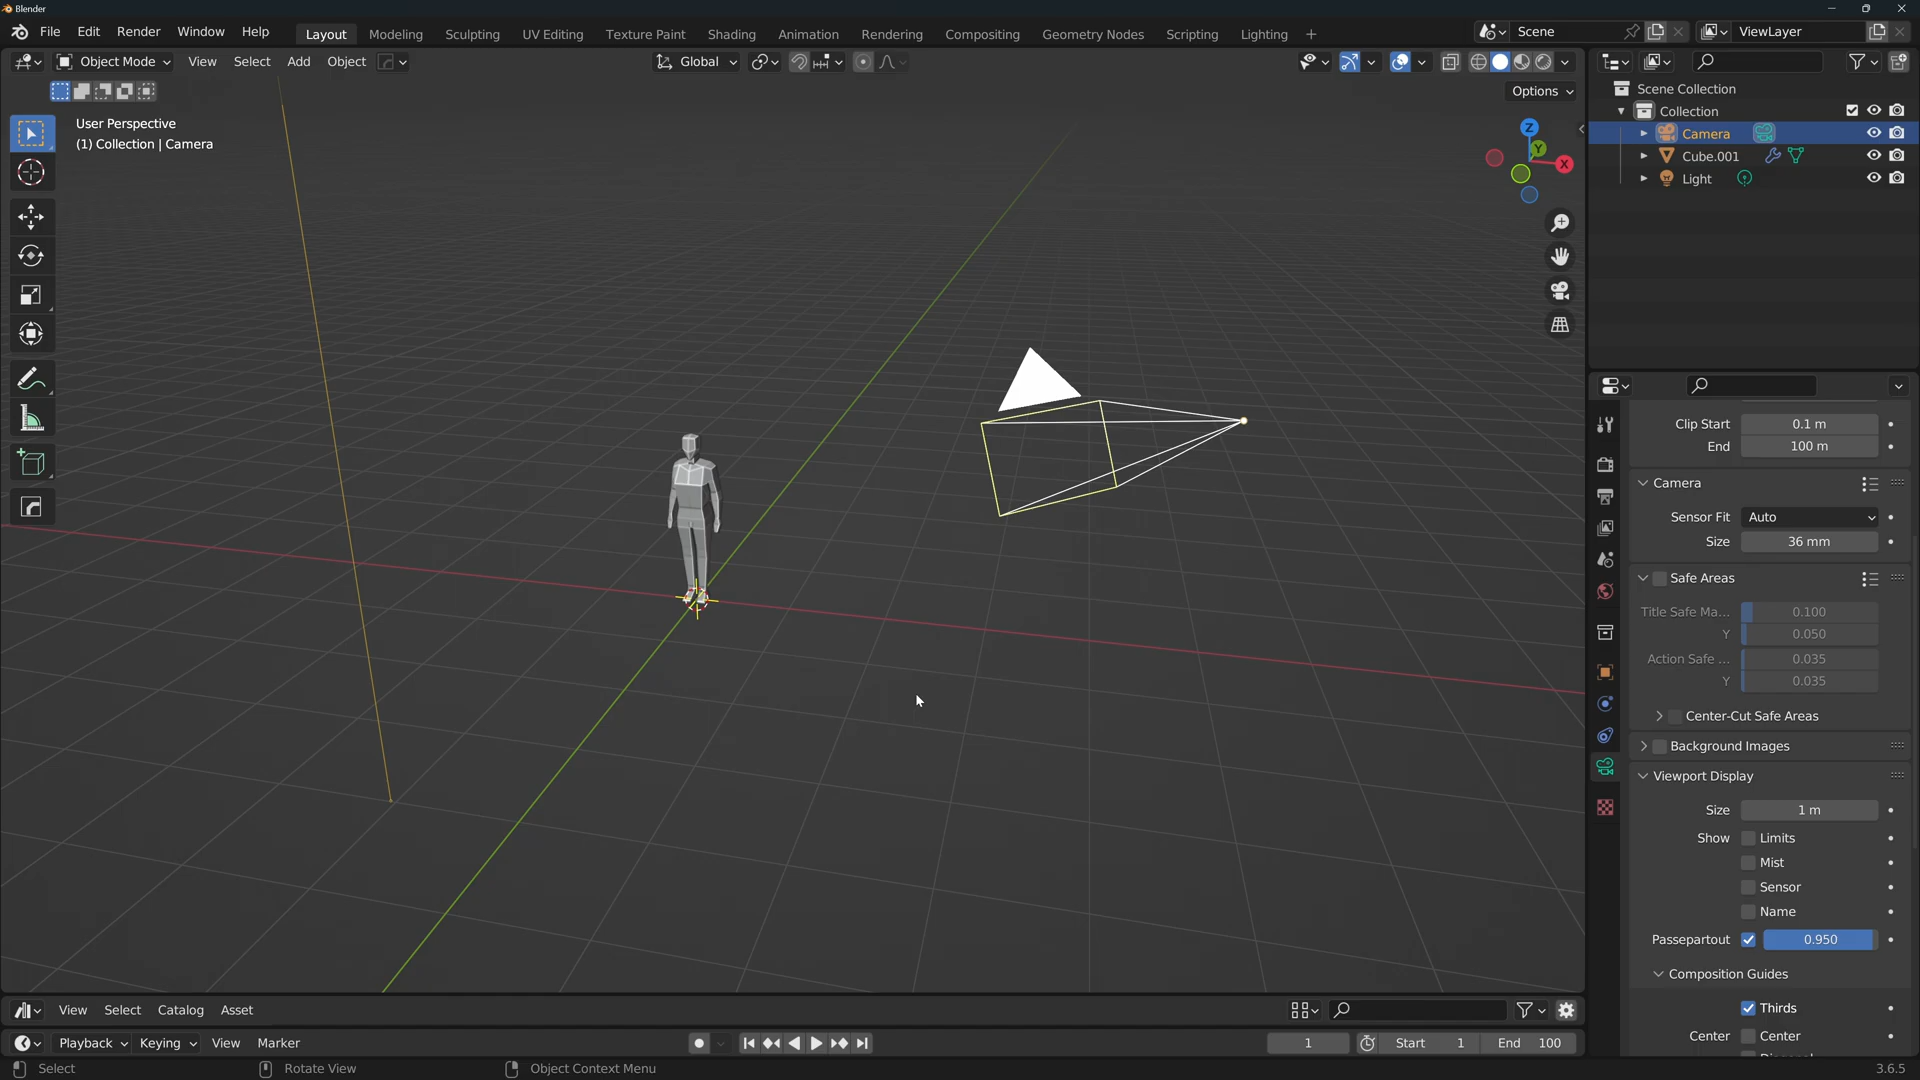 Blender
File Edit Render Window Help
Layout Modeling Sculpting UV Editing Texture Paint Shading Animation Rendering Compositing Geometry Nodes Scripting Lighting +
Scene
ViewLayer
Object Mode View Select Add Object
Global
Options
User Perspective
(1) Collection | Camera
Z
Y
X
Scene Collection
Collection
Camera
Cube.001
Light
Clip Start 0.1 m
End 100 m
Camera
Sensor Fit Auto
Size 36 mm
Safe Areas
Title Safe Ma... 0.100
Y 0.050
Action Safe ... 0.035
Y 0.035
Center-Cut Safe Areas
Background Images
Viewport Display
Size 1 m
Show Limits
Mist
Sensor
Name
Passepartout 0.950
Composition Guides
Thirds
Center Center
View Select Catalog Asset
Playback Keying View Marker
1 Start 1 End 100
Select Rotate View Object Context Menu
3.6.5